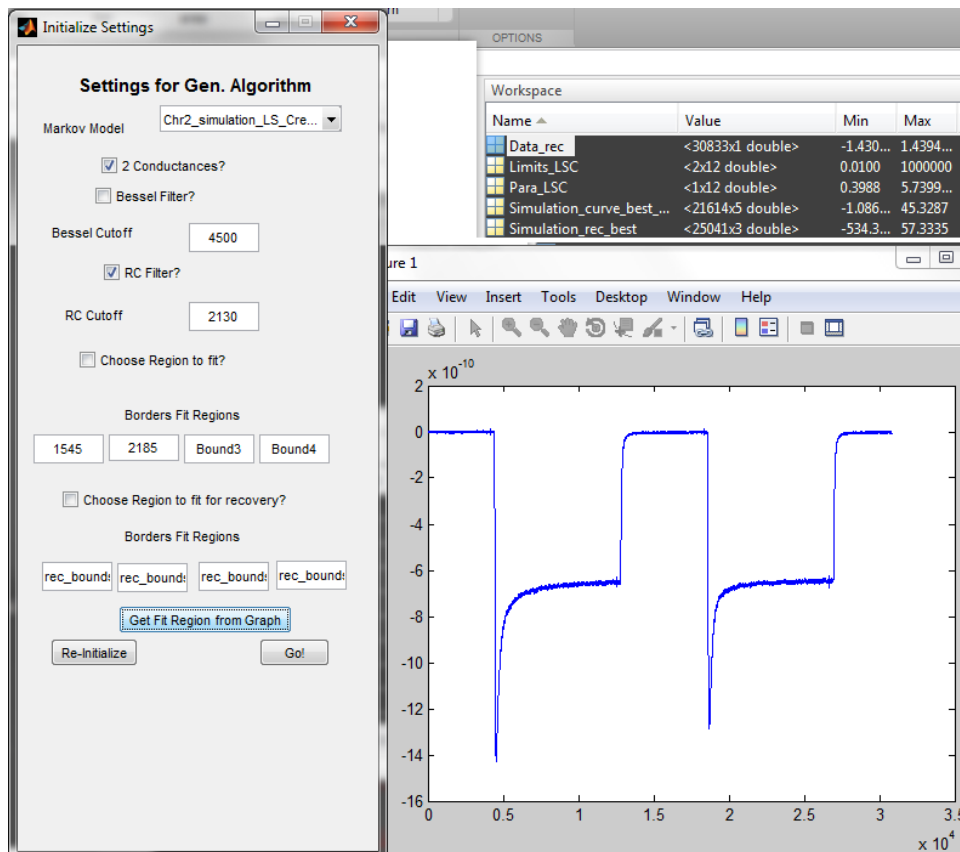 Initialize Settings
Settings for Gen. Algorithm
Markov Model
Chr2_simulation_LS_Cre...
2 Conductances?
Bessel Filter?
Bessel Cutoff
4500
RC Filter?
RC Cutoff
2130
Choose Region to fit?
Borders Fit Regions
1545 2185 Bound3 Bound4
Choose Region to fit for recovery?
Borders Fit Regions
rec_bounds rec_bounds rec_bounds rec_bounds
Get Fit Region from Graph
Re-Initialize Go!
OPTIONS
Workspace
Name Value Min Max
Data_rec <30833x1 double> -1.430... 1.4394...
Limits_LSC <2x12 double> 0.0100 1000000
Para_LSC <1x12 double> 0.3988 5.7399...
Simulation_curve_best_... <21614x5 double> -1.086... 45.3287
Simulation_rec_best <25041x3 double> -534.3... 57.3335
ure 1
Edit View Insert Tools Desktop Window Help
x 10^-10
2
0
-2
-4
-6
-8
-10
-12
-14
-16
0 0.5 1 1.5 2 2.5 3 3.5
x 10^4